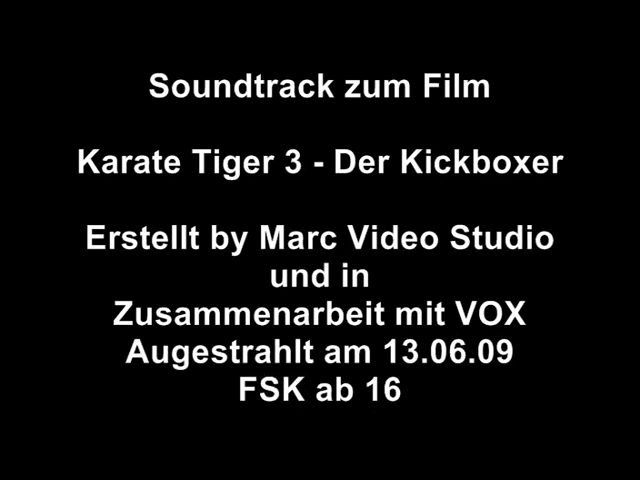 Soundtrack zum Film
Karate Tiger 3 - Der Kickboxer
Erstellt by Marc Video Studio
und in
Zusammenarbeit mit VOX
Augestrahlt am 13.06.09
FSK ab 16